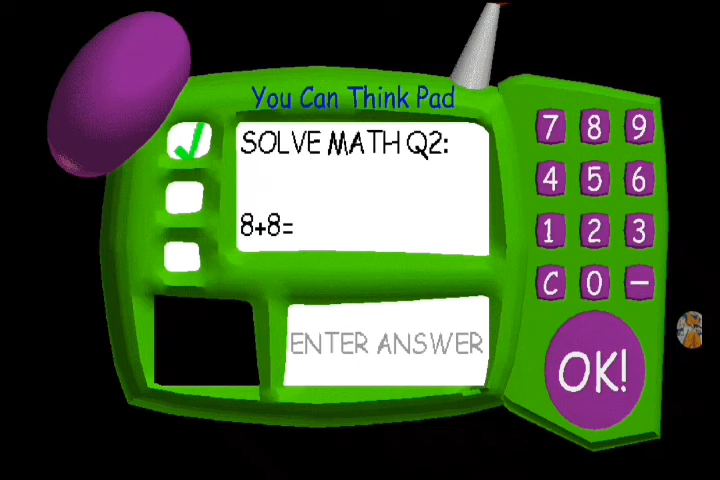 You Can Think Pad
SOLVE MATH Q2:
8+8=
ENTER ANSWER
7 8 9
4 5 6
1 2 3
C 0 –
OK!